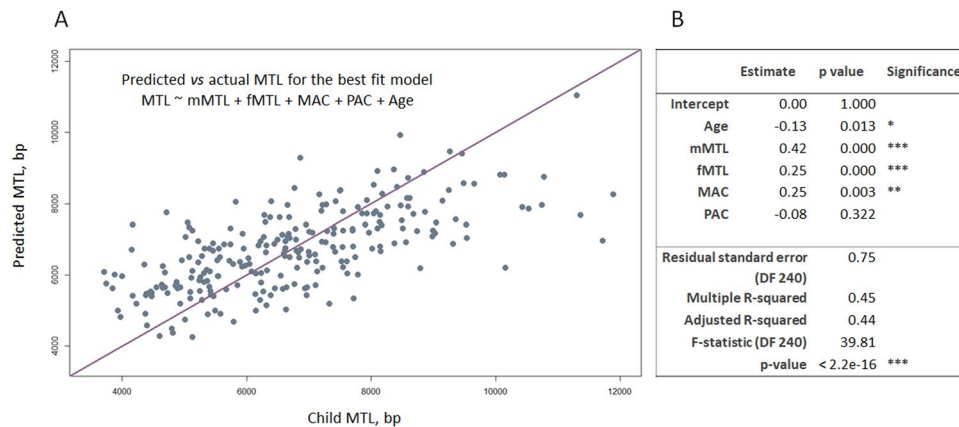 A
Predicted vs actual MTL for the best fit model
MTL ~ mMTL + fMTL + MAC + PAC + Age
Predicted MTL, bp
12000
10000
8000
6000
4000
4000 6000 8000 10000 12000
Child MTL, bp
B
Estimate p value Significance
Intercept 0.00 1.000
Age -0.13 0.013 *
mMTL 0.42 0.000 ***
fMTL 0.25 0.000 ***
MAC 0.25 0.003 **
PAC -0.08 0.322
Residual standard error 0.75
(DF 240)
Multiple R-squared 0.45
Adjusted R-squared 0.44
F-statistic (DF 240) 39.81
p-value < 2.2e-16 ***